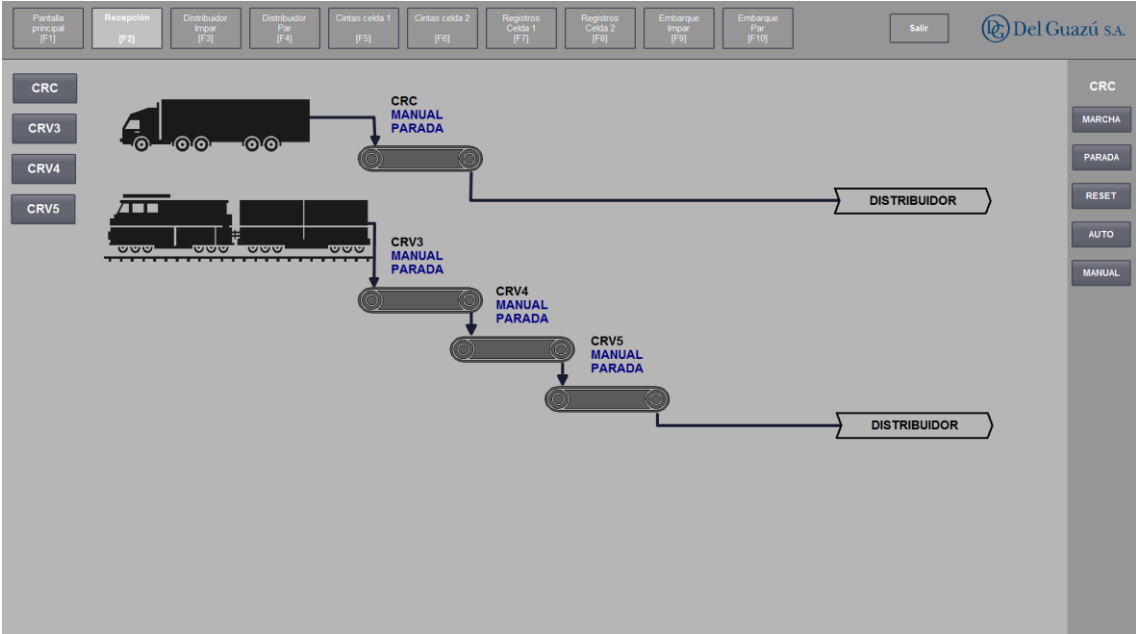 Pantalla
principal
[F1]
Recepción
[F2]
Distribuidor
Impar
[F3]
Distribuidor
Par
[F4]
Cintas celda 1
[F5]
Cintas celda 2
[F6]
Registros
Celda 1
[F7]
Registros
Celda 2
[F8]
Embarque
Impar
[F9]
Embarque
Par
[F10]
Salir
DG Del Guazú S.A.
CRC
CRV3
CRV4
CRV5
CRC
MANUAL
PARADA
DISTRIBUIDOR
CRV3
MANUAL
PARADA
CRV4
MANUAL
PARADA
CRV5
MANUAL
PARADA
DISTRIBUIDOR
CRC
MARCHA
PARADA
RESET
AUTO
MANUAL